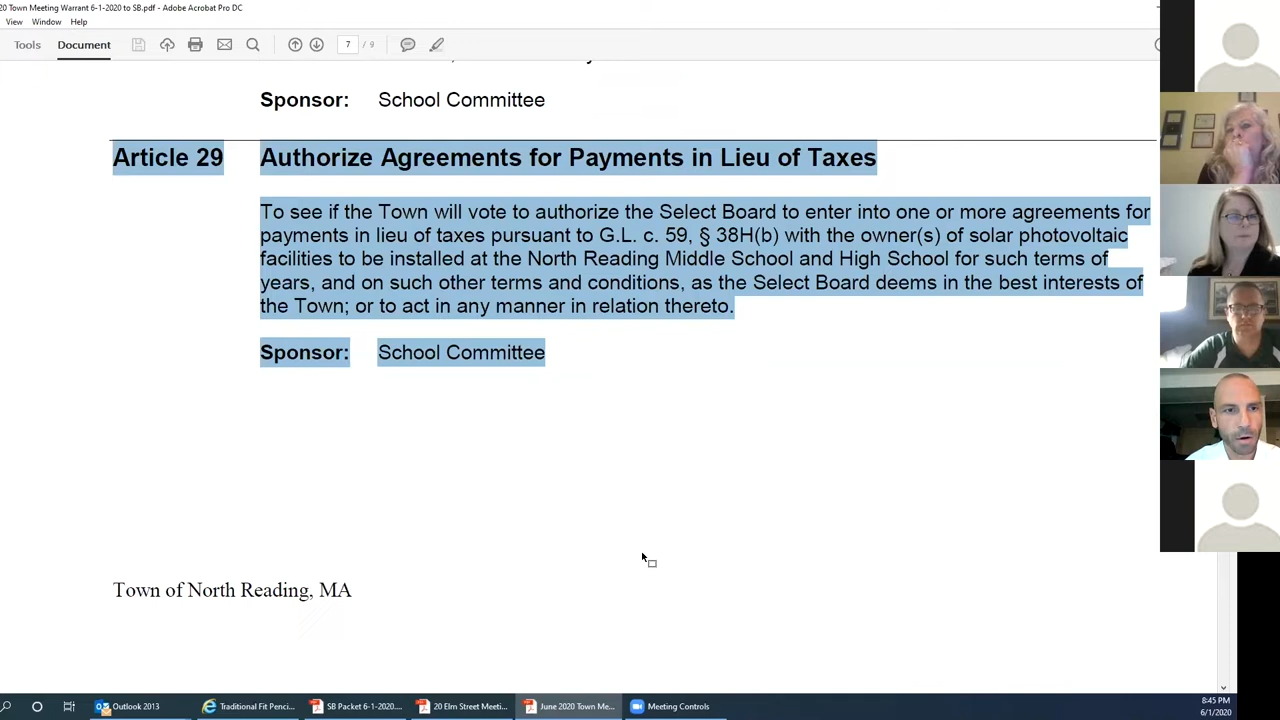 20 Town Meeting Warrant 6-1-2020 to SB.pdf - Adobe Acrobat Pro DC
View Window Help
Tools Document 7 / 9
Sponsor: School Committee
Article 29 Authorize Agreements for Payments in Lieu of Taxes
To see if the Town will vote to authorize the Select Board to enter into one or more agreements for
payments in lieu of taxes pursuant to G.L. c. 59, § 38H(b) with the owner(s) of solar photovoltaic
facilities to be installed at the North Reading Middle School and High School for such terms of
years, and on such other terms and conditions, as the Select Board deems in the best interests of
the Town; or to act in any manner in relation thereto.
Sponsor: School Committee
Town of North Reading, MA
Outlook 2013 Traditional Fit Penci... SB Packet 6-1-2020.... 20 Elm Street Meeti... June 2020 Town Me... Meeting Controls
8:45 PM
6/1/2020